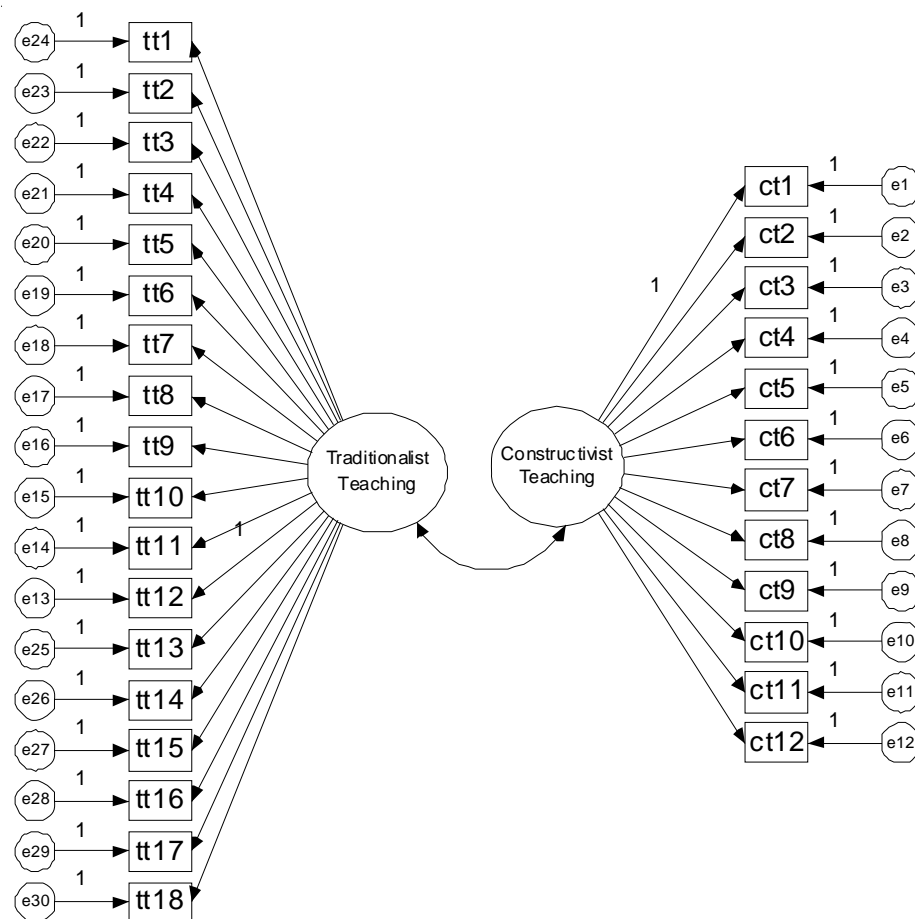 1
e24 tt1
1
e23 tt2
1
e22 tt3
1
e21 tt4
1
e20 tt5
1
e19 tt6
1
e18 tt7
1
e17 tt8
1
e16 tt9
1
e15 tt10
1
e14 tt11
1
e13 tt12
1
e25 tt13
1
e26 tt14
1
e27 tt15
1
e28 tt16
1
e29 tt17
1
e30 tt18
1
Traditionalist
Teaching
Constructivist
Teaching
1
ct1 1 e1
ct2 1 e2
ct3 1 e3
ct4 1 e4
ct5 1 e5
ct6 1 e6
ct7 1 e7
ct8 1 e8
ct9 1 e9
ct10 1 e10
ct11 1 e11
ct12 1 e12